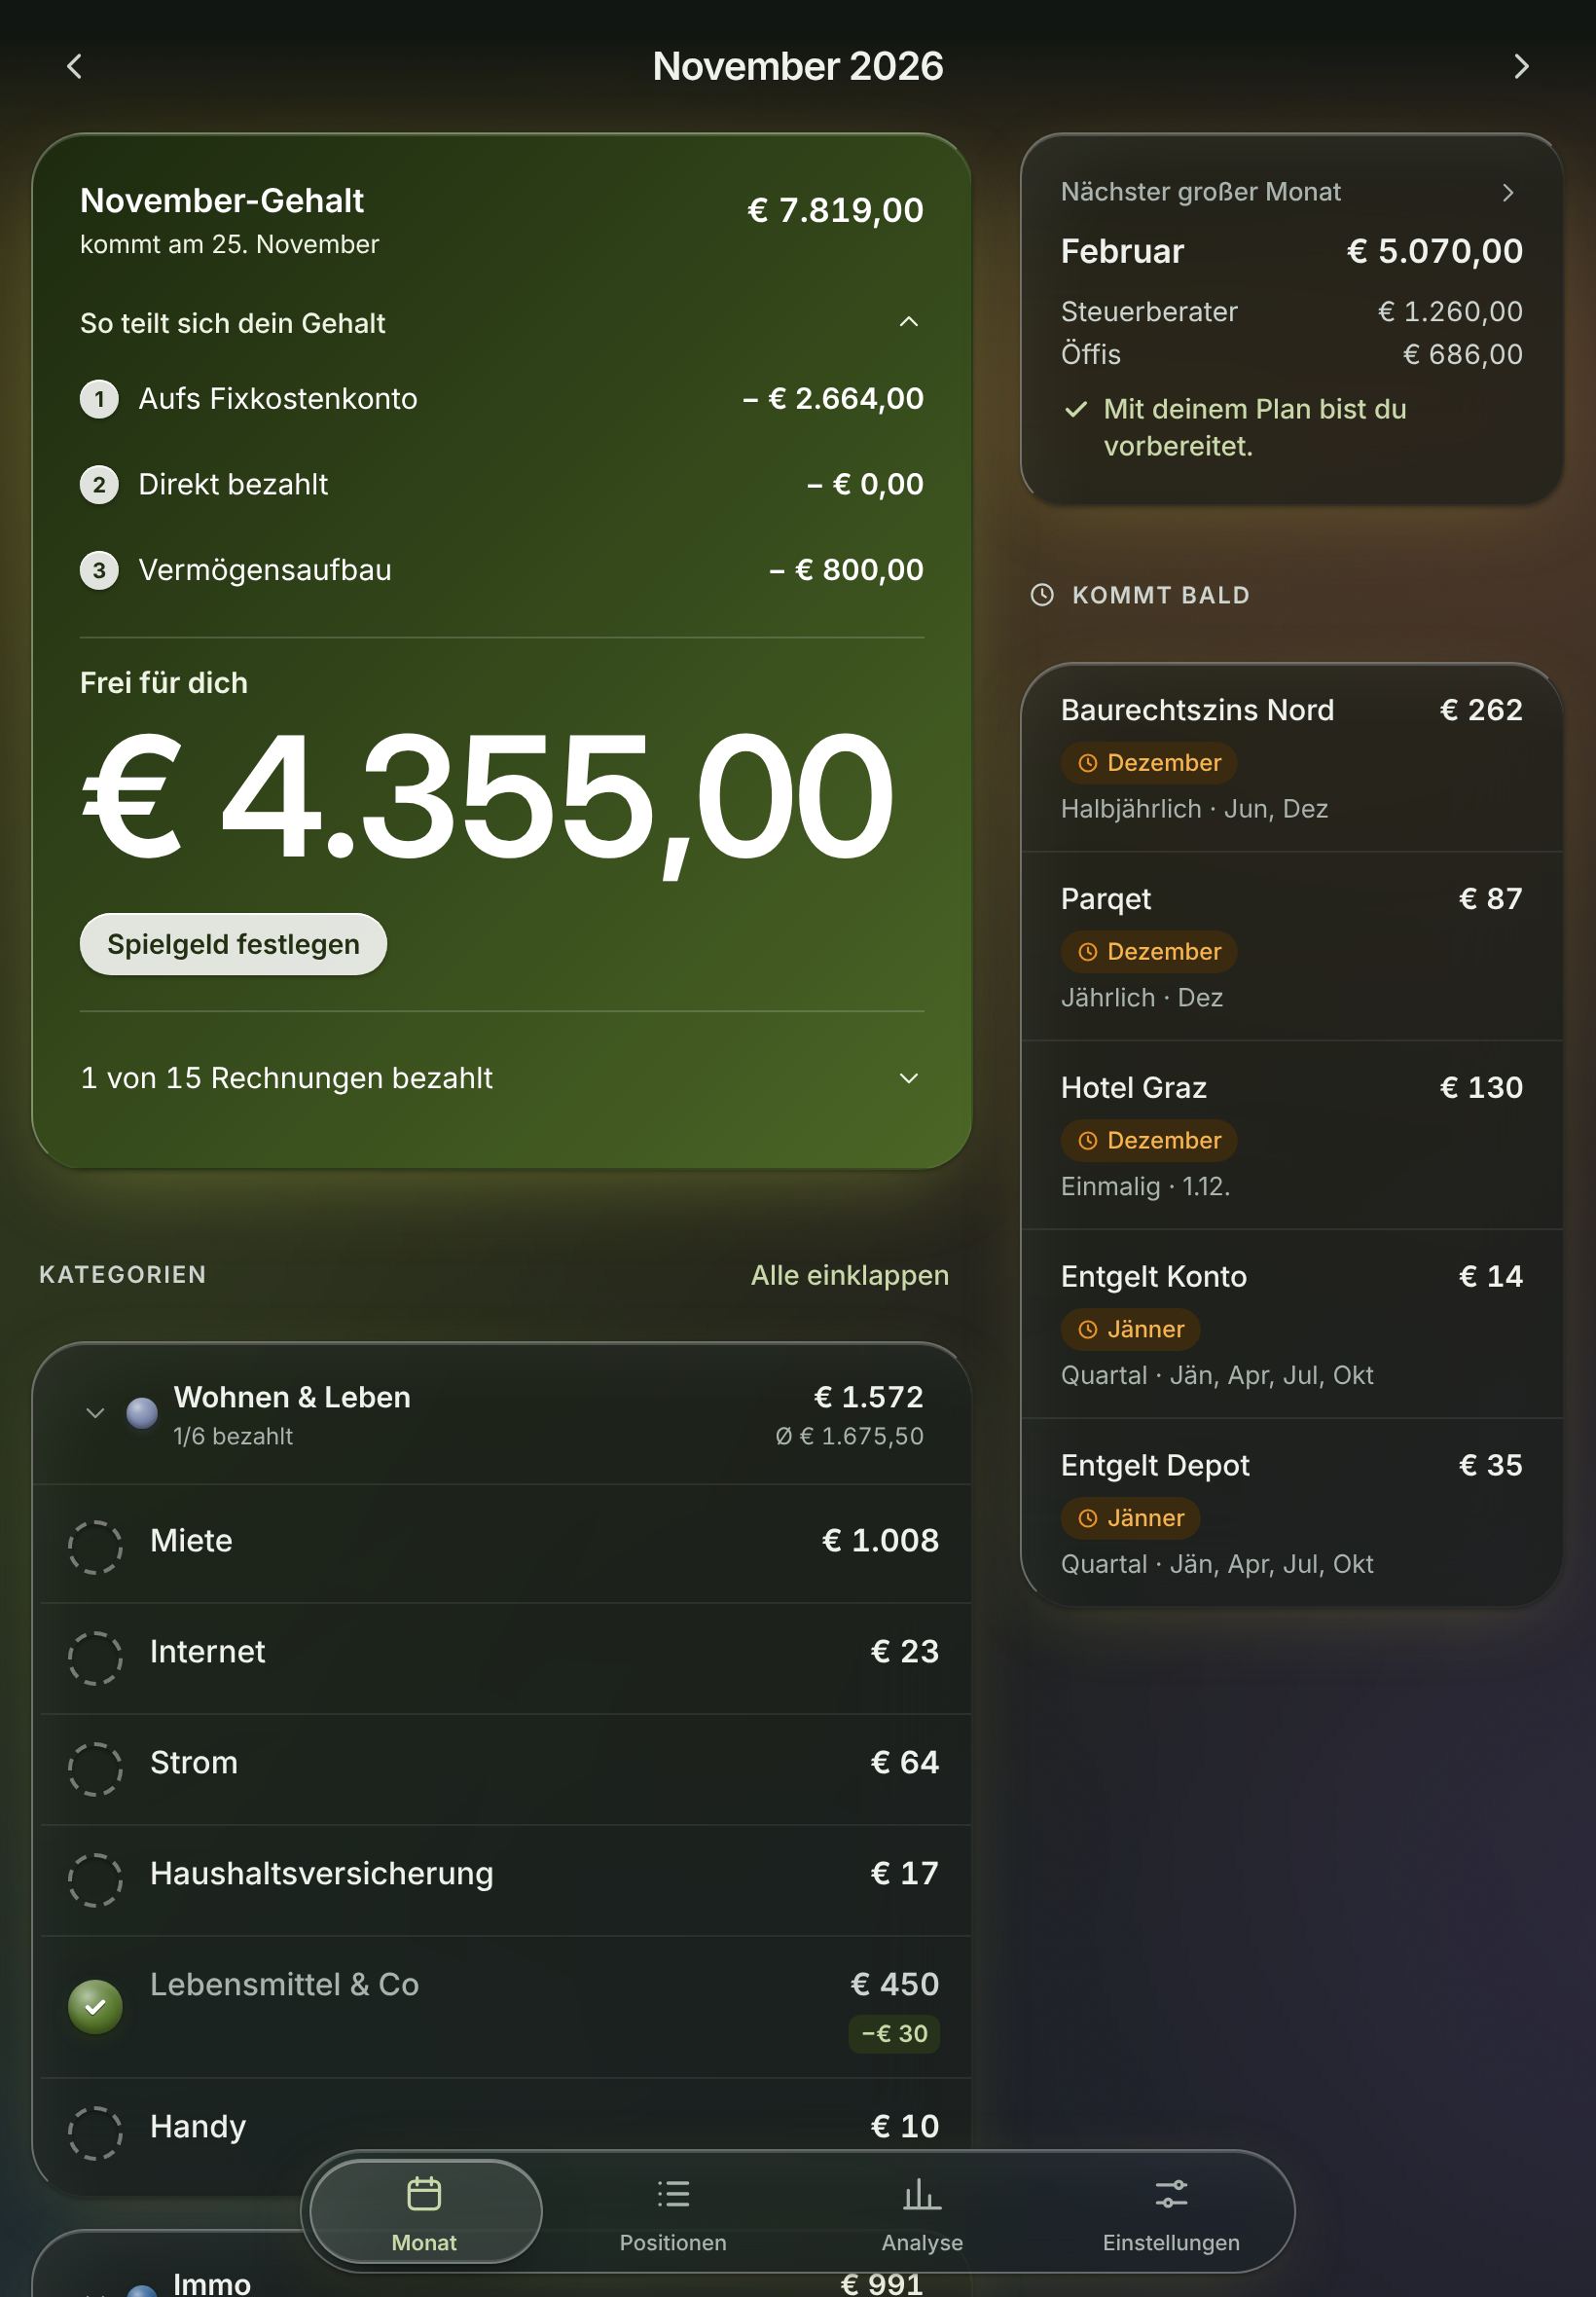 November 2026
November-Gehalt
€ 7.819,00
kommt am 25. November
So teilt sich dein Gehalt
1 Aufs Fixkostenkonto – € 2.664,00
2 Direkt bezahlt – € 0,00
3 Vermögensaufbau – € 800,00
Frei für dich
€ 4.355,00
Spielgeld festlegen
1 von 15 Rechnungen bezahlt
KATEGORIEN Alle einklappen
Wohnen & Leben € 1.572
1/6 bezahlt Ø € 1.675,50
Miete € 1.008
Internet € 23
Strom € 64
Haushaltsversicherung € 17
Lebensmittel & Co € 450
−€ 30
Handy € 10
Immo € 991
Nächster großer Monat
Februar € 5.070,00
Steuerberater € 1.260,00
Öffis € 686,00
Mit deinem Plan bist du
vorbereitet.
KOMMT BALD
Baurechtszins Nord € 262
Dezember
Halbjährlich · Jun, Dez
Parqet € 87
Dezember
Jährlich · Dez
Hotel Graz € 130
Dezember
Einmalig · 1.12.
Entgelt Konto € 14
Jänner
Quartal · Jän, Apr, Jul, Okt
Entgelt Depot € 35
Jänner
Quartal · Jän, Apr, Jul, Okt
Monat Positionen Analyse Einstellungen